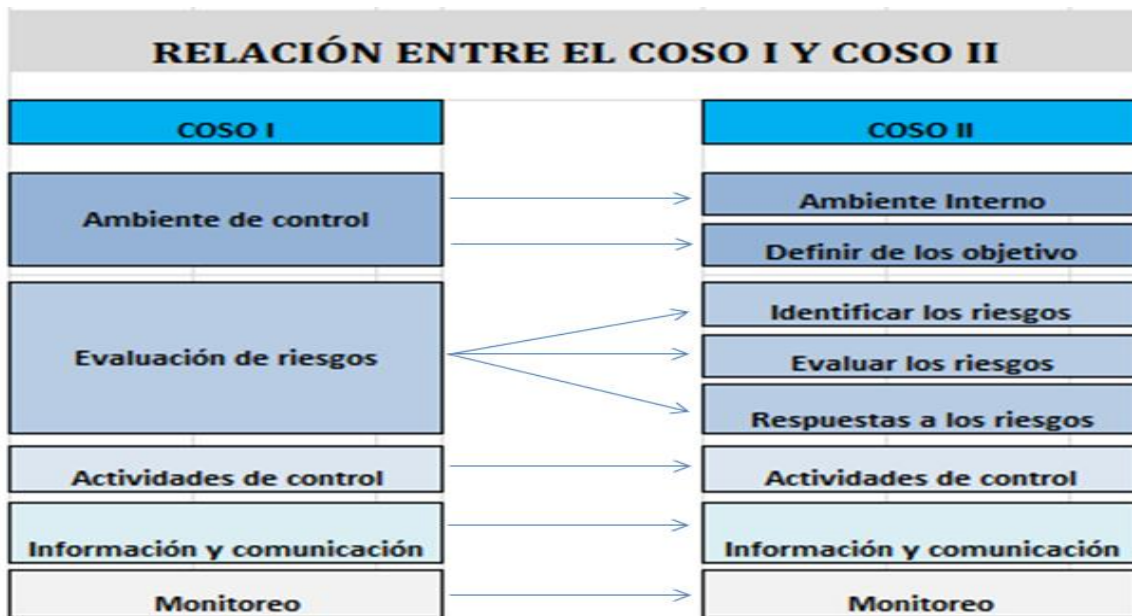 RELACIÓN ENTRE EL COSO I Y COSO II
COSO I
COSO II
Ambiente de control
Ambiente Interno
Definir de los objetivo
Evaluación de riesgos
Identificar los riesgos
Evaluar los riesgos
Respuestas a los riesgos
Actividades de control
Actividades de control
Información y comunicación
Información y comunicación
Monitoreo
Monitoreo